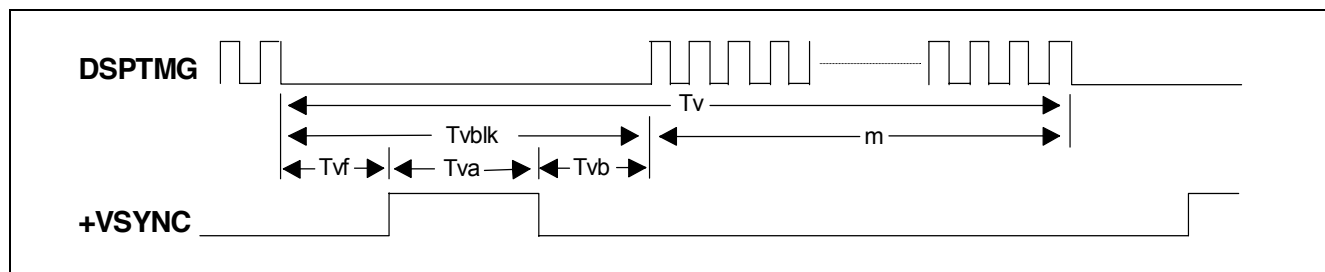 DSPTMG
Tv
Tvblk
m
Tvf
Tva
Tvb
+VSYNC